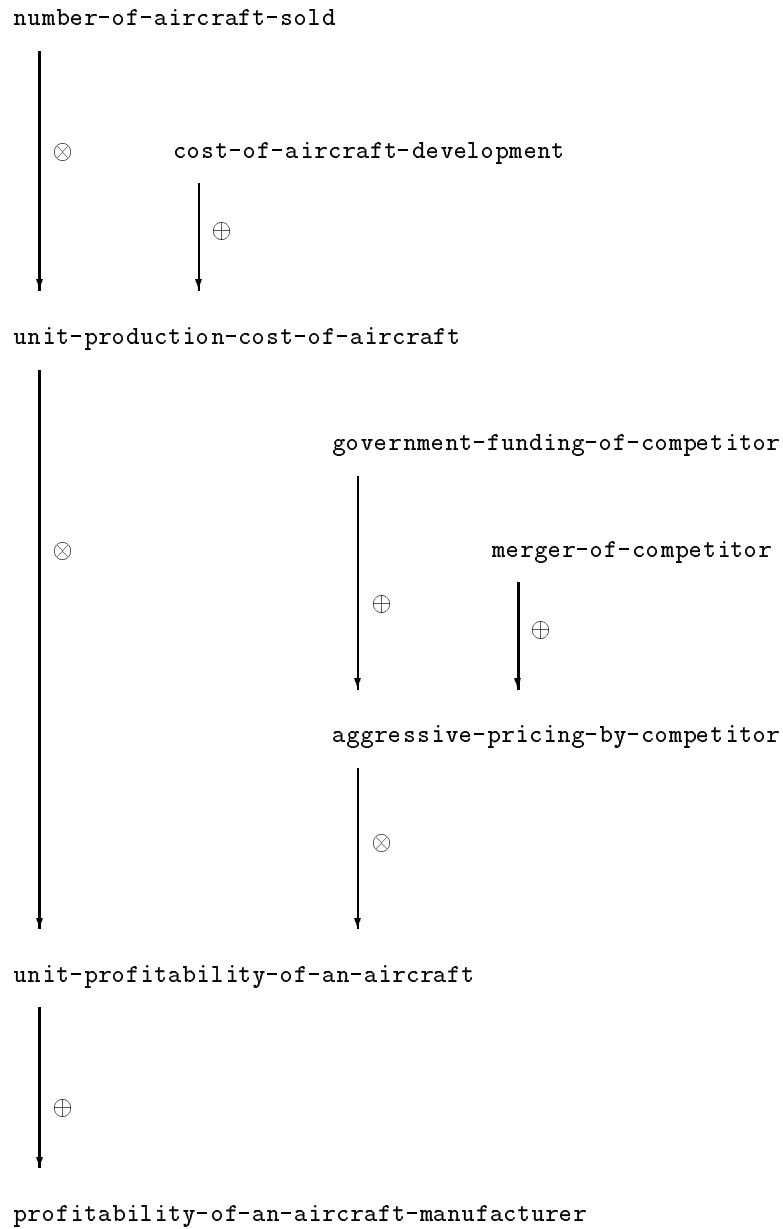 number-of-aircraft-sold
⊗
cost-of-aircraft-development
⊕
unit-production-cost-of-aircraft
government-funding-of-competitor
⊗
merger-of-competitor
⊕
⊕
aggressive-pricing-by-competitor
⊗
unit-profitability-of-an-aircraft
⊕
profitability-of-an-aircraft-manufacturer